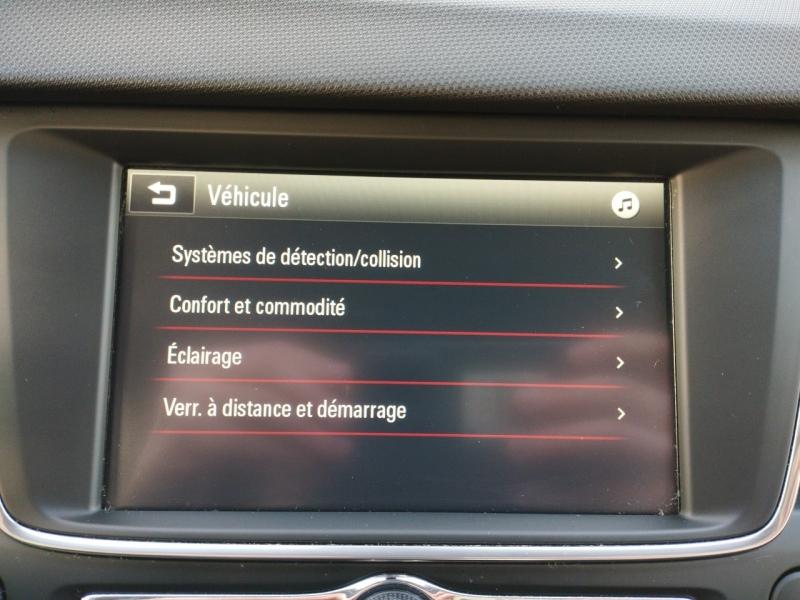 Véhicule
Systèmes de détection/collision
Confort et commodité
Éclairage
Verr. à distance et démarrage